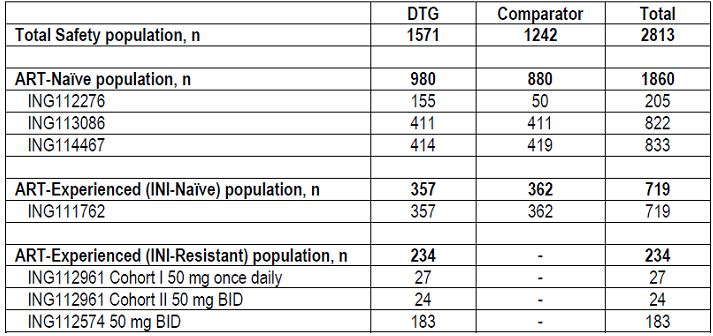 DTG Comparator Total
Total Safety population, n 1571 1242 2813
ART-Naïve population, n 980 880 1860
ING112276 155 50 205
ING113086 411 411 822
ING114467 414 419 833
ART-Experienced (INI-Naïve) population, n 357 362 719
ING111762 357 362 719
ART-Experienced (INI-Resistant) population, n 234 - 234
ING112961 Cohort I 50 mg once daily 27 - 27
ING112961 Cohort II 50 mg BID 24 - 24
ING112574 50 mg BID 183 - 183